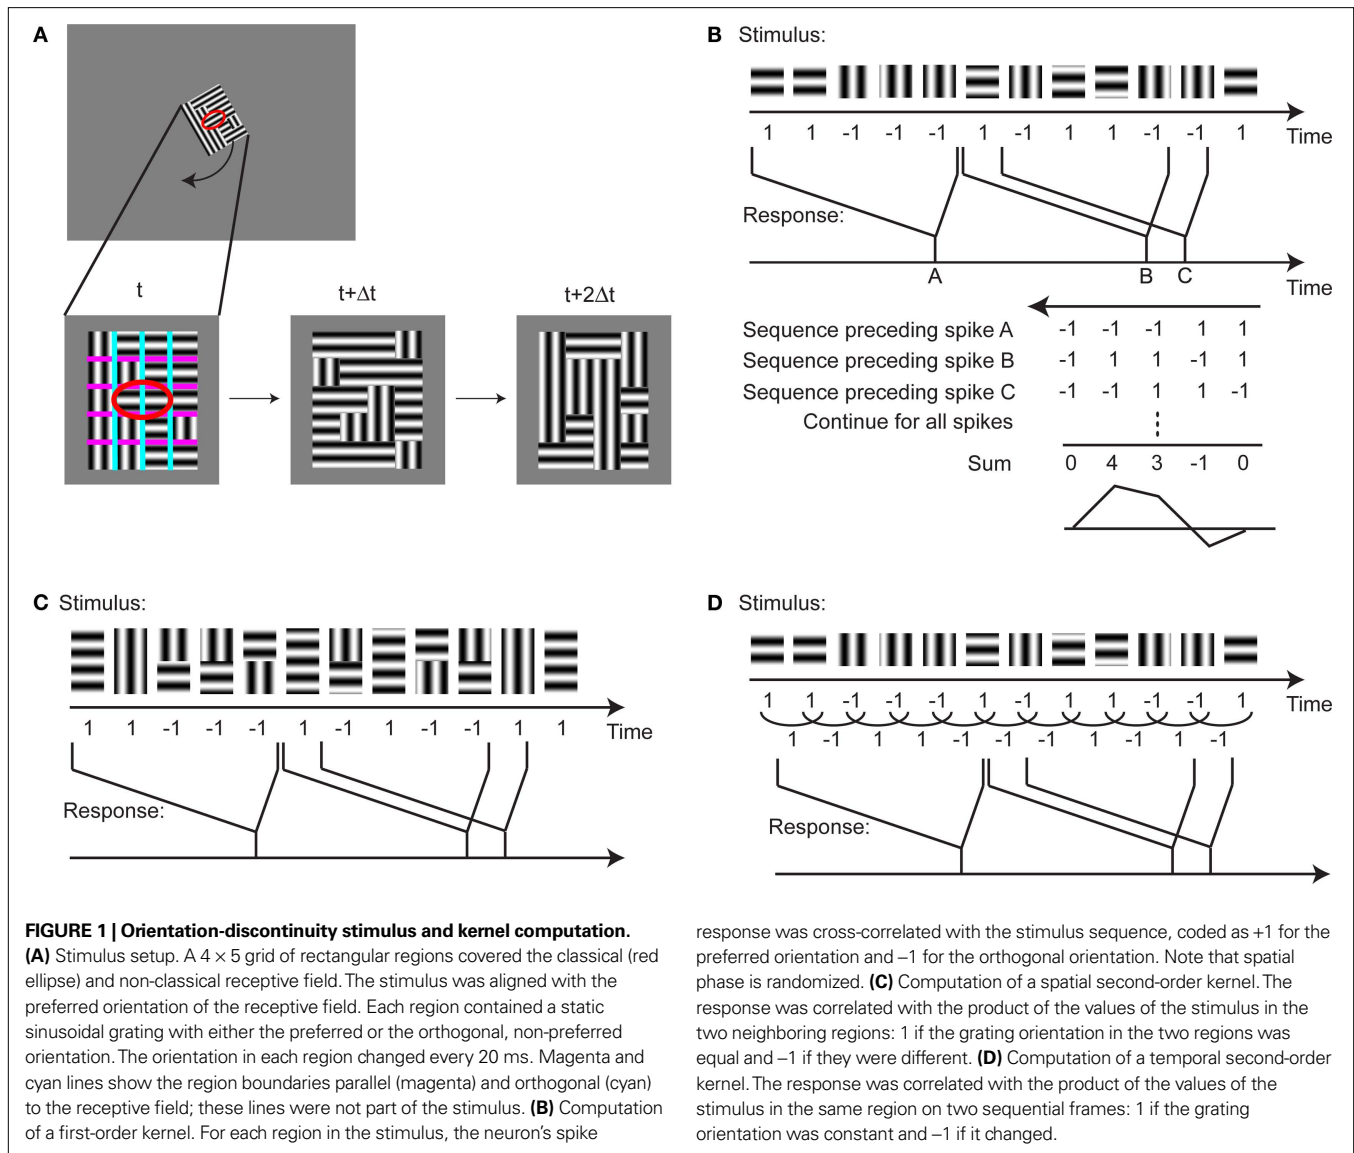 A
t
t+Δt
t+2Δt
B Stimulus:
1 1 -1 -1 -1 1 -1 1 1 -1 -1 1
Time
Response:
A B C
Time
Sequence preceding spike A -1 -1 -1 1 1
Sequence preceding spike B -1 1 1 -1 1
Sequence preceding spike C -1 -1 1 1 -1
Continue for all spikes
Sum 0 4 3 -1 0
C Stimulus:
1 1 -1 -1 -1 1 -1 1 -1 -1 1 1
Time
Response:
D Stimulus:
1 1 -1 -1 -1 1 -1 1 1 -1 -1 1
Time
1 -1 1 1 -1 -1 -1 1 -1 1 -1
Response:
FIGURE 1 | Orientation-discontinuity stimulus and kernel computation.
(A) Stimulus setup. A 4 × 5 grid of rectangular regions covered the classical (red
ellipse) and non-classical receptive field. The stimulus was aligned with the
preferred orientation of the receptive field. Each region contained a static
sinusoidal grating with either the preferred or the orthogonal, non-preferred
orientation. The orientation in each region changed every 20 ms. Magenta and
cyan lines show the region boundaries parallel (magenta) and orthogonal (cyan)
to the receptive field; these lines were not part of the stimulus. (B) Computation
of a first-order kernel. For each region in the stimulus, the neuron's spike
response was cross-correlated with the stimulus sequence, coded as +1 for the
preferred orientation and –1 for the orthogonal orientation. Note that spatial
phase is randomized. (C) Computation of a spatial second-order kernel. The
response was correlated with the product of the values of the stimulus in the
two neighboring regions: 1 if the grating orientation in the two regions was
equal and –1 if they were different. (D) Computation of a temporal second-order
kernel. The response was correlated with the product of the values of the
stimulus in the same region on two sequential frames: 1 if the grating
orientation was constant and –1 if it changed.